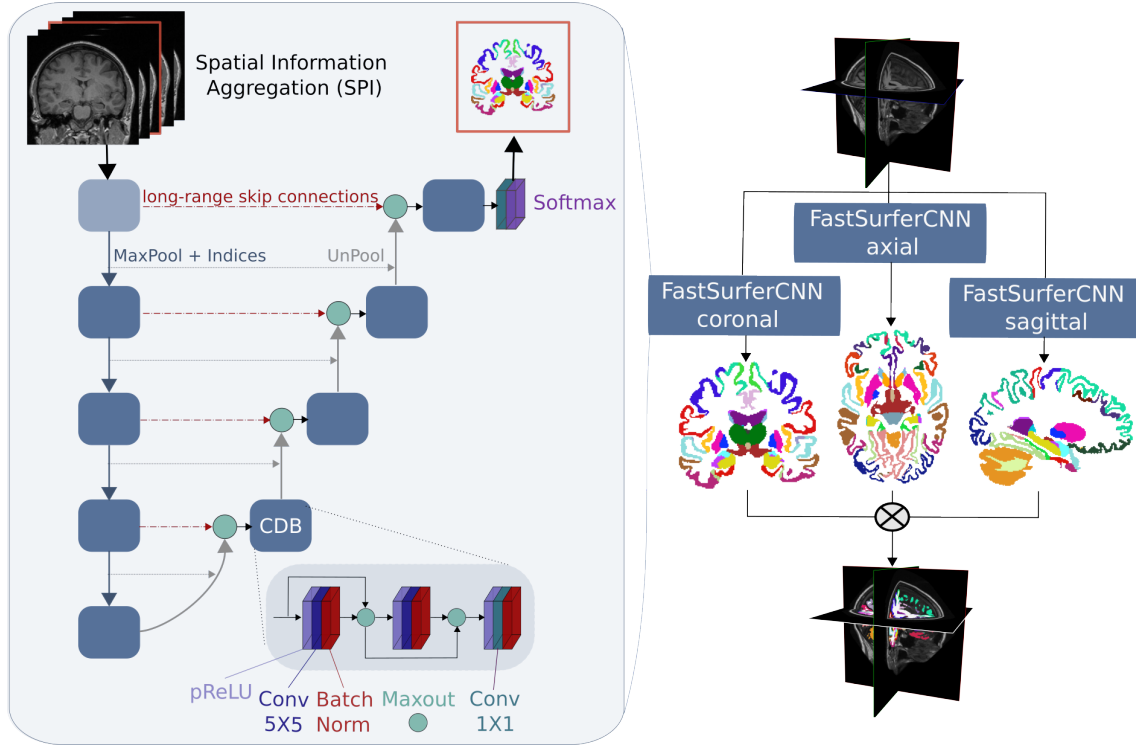 Spatial Information
Aggregation (SPI)
long-range skip connections
Softmax
MaxPool + Indices
UnPool
CDB
pReLU
Conv
5X5
Batch
Norm
Maxout
Conv
1X1
FastSurferCNN
axial
FastSurferCNN
coronal
FastSurferCNN
sagittal